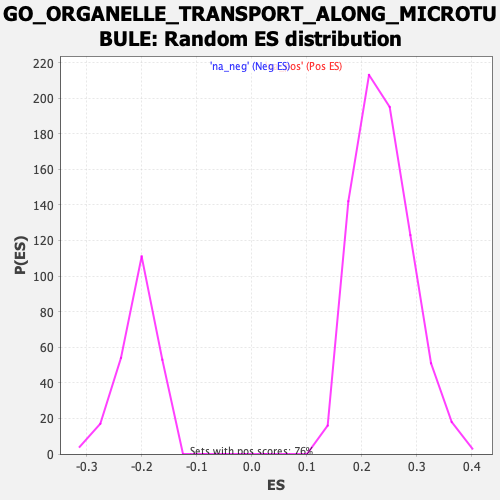 GO_ORGANELLE_TRANSPORT_ALONG_MICROTU
BULE: Random ES distribution
'na_neg' (Neg ES)os' (Pos ES)
220
200
180
160
140
120
100
80
60
40
20
0
P(ES)
Sets with pos scores: 76%
-0.3 -0.2 -0.1 0.0 0.1 0.2 0.3 0.4
ES